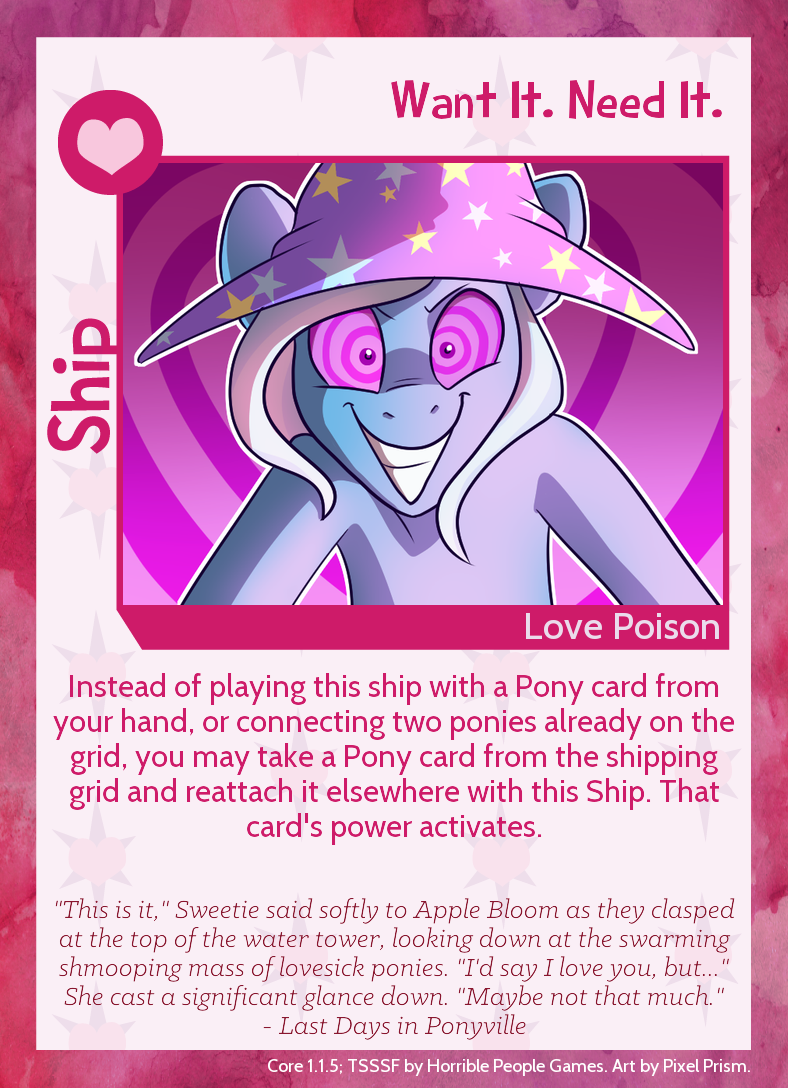 Want It. Need It.
Ship
Love Poison
Instead of playing this ship with a Pony card from
your hand, or connecting two ponies already on the
grid, you may take a Pony card from the shipping
grid and reattach it elsewhere with this Ship. That
card's power activates.
"This is it," Sweetie said softly to Apple Bloom as they clasped
at the top of the water tower, looking down at the swarming
shmooping mass of lovesick ponies. "I'd say I love you, but..."
She cast a significant glance down. "Maybe not that much."
- Last Days in Ponyville
Core 1.1.5; TSSSF by Horrible People Games. Art by Pixel Prism.